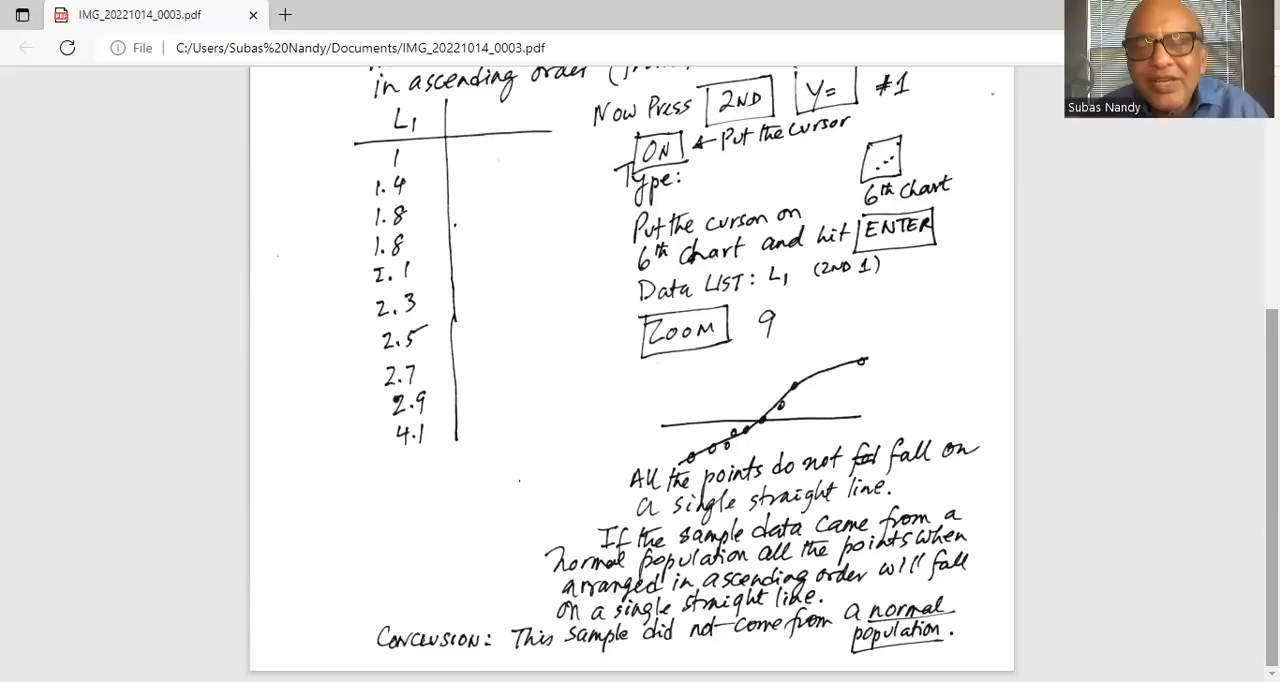 IMG_20221014_0003.pdf
File C:/Users/Subas%20Nandy/Documents/IMG_20221014_0003.pdf
Subas Nandy
in ascending order
L1
1
1.4
1.8
1.8
2.1
2.3
2.5
2.7
2.9
4.1
Now Press 2ND Y= #1
ON ← Put the cursor
Type:
6th Chart
Put the curson on
6th Chart and hit ENTER
Data LIST: L1 (2ND 1)
ZOOM 9
All the points do not fall on
a single straight line.
If the sample data came from a
normal population all the points when
arranged in ascending order will fall
on a single straight line.
CONCLUSION: This sample did not come from a normal
population.